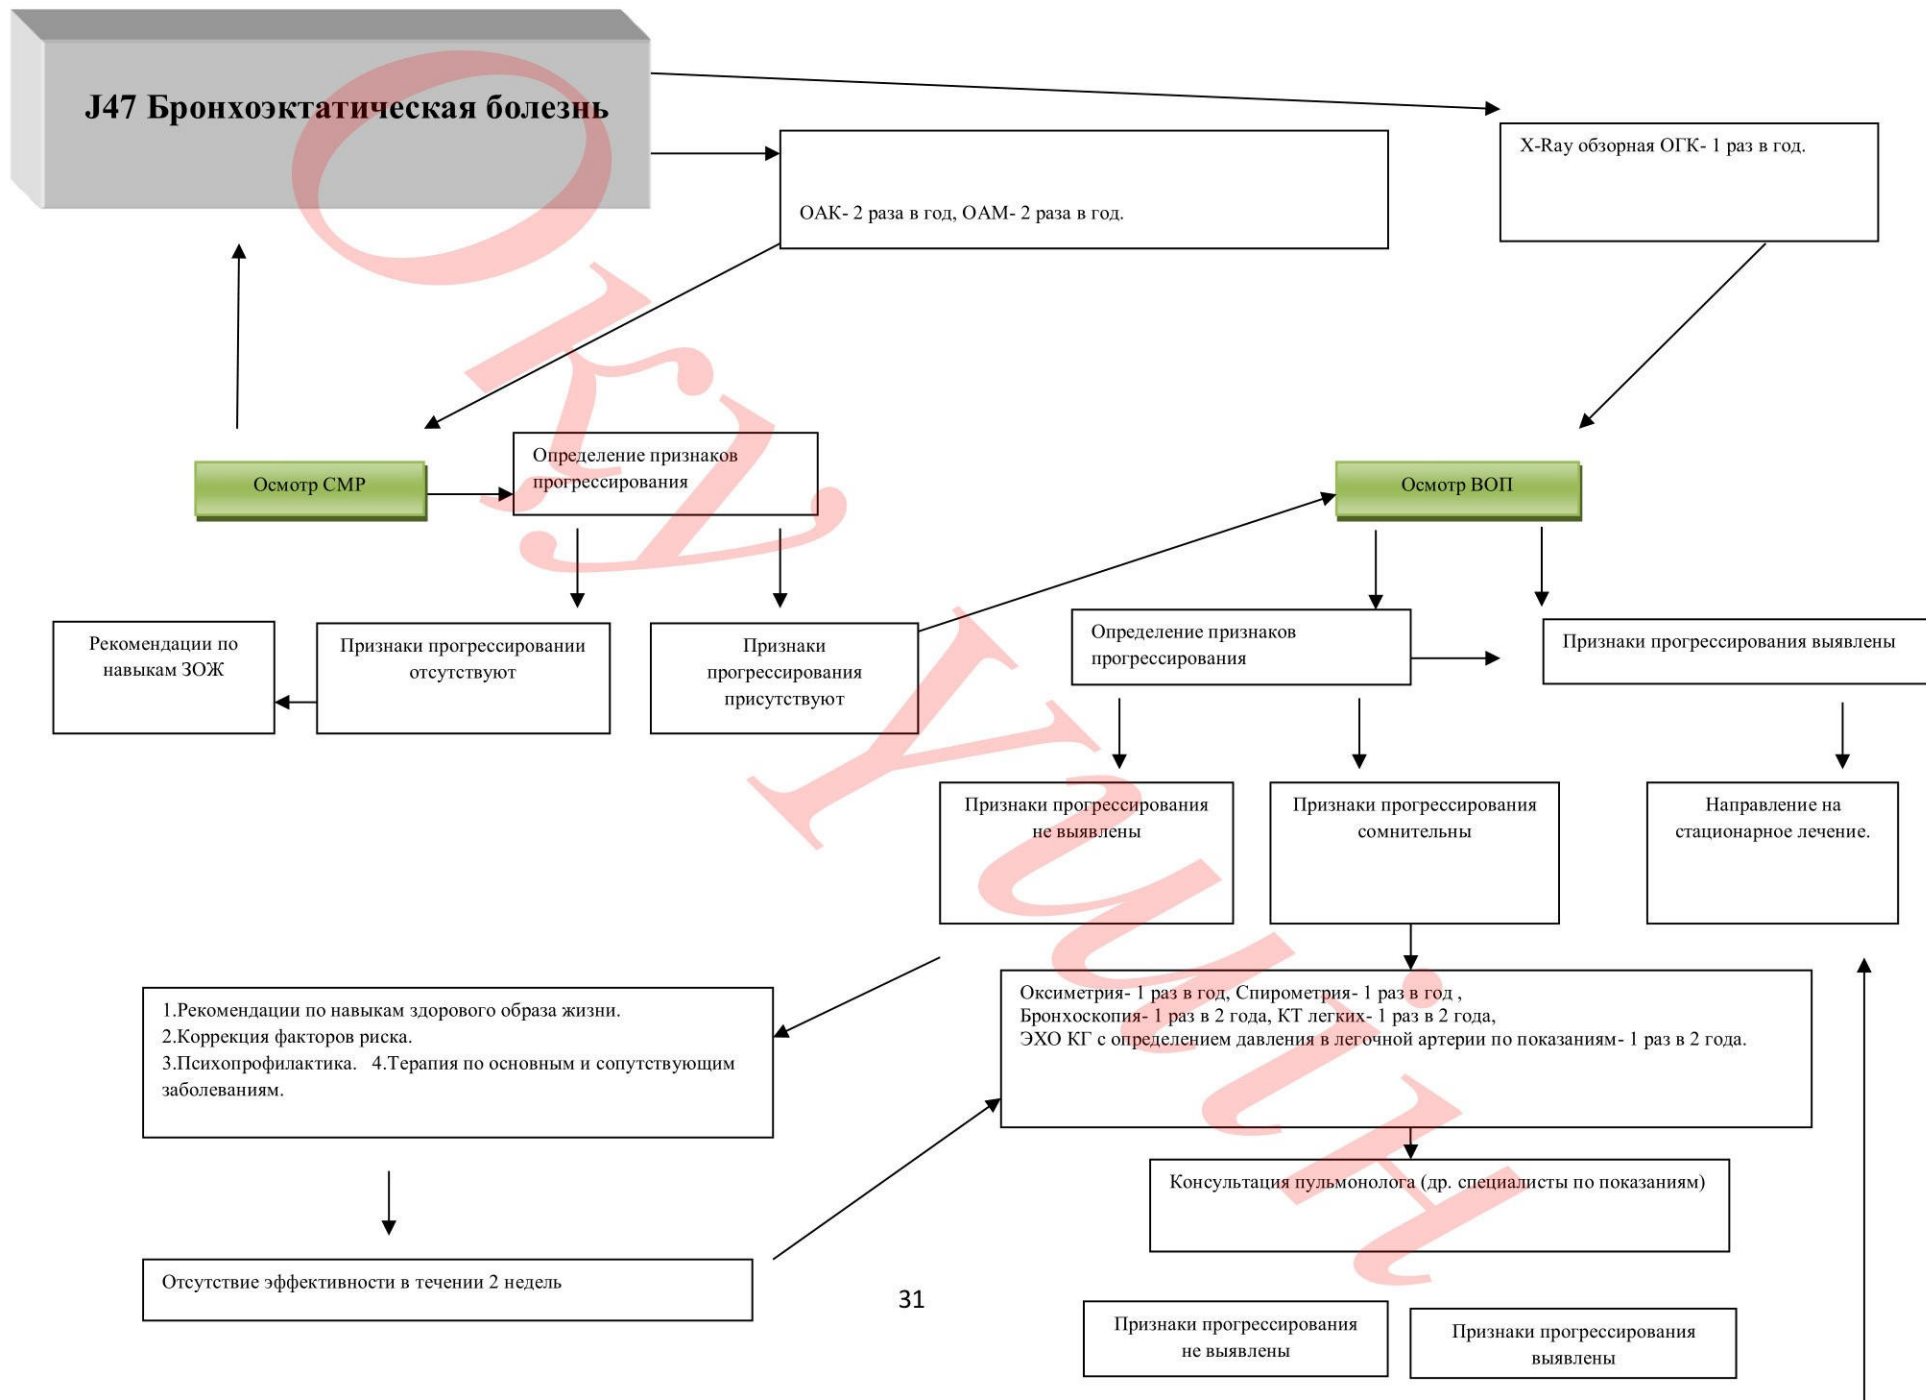 J47 Бронхоэктатическая болезнь
X-Ray обзорная ОГК- 1 раз в год.
ОАК- 2 раза в год, ОАМ- 2 раза в год.
Осмотр СМР
Определение признаков
прогрессирования
Осмотр ВОП
Рекомендации по
навыкам ЗОЖ
Признаки прогрессировании
отсутствуют
Признаки
прогрессирования
присутствуют
Определение признаков
прогрессирования
Признаки прогрессирования выявлены
Признаки прогрессирования
не выявлены
Признаки прогрессирования
сомнительны
Направление на
стационарное лечение.
1.Рекомендации по навыкам здорового образа жизни.
2.Коррекция факторов риска.
3.Психопрофилактика. 4.Терапия по основным и сопутствующим
заболеваниям.
Оксиметрия- 1 раз в год, Спирометрия- 1 раз в год ,
Бронхоскопия- 1 раз в 2 года, КТ легких- 1 раз в 2 года,
ЭХО КГ с определением давления в легочной артерии по показаниям- 1 раз в 2 года.
Консультация пульмонолога (др. специалисты по показаниям)
Отсутствие эффективности в течении 2 недель
31
Признаки прогрессирования
не выявлены
Признаки прогрессирования
выявлены
Oky Yuiн